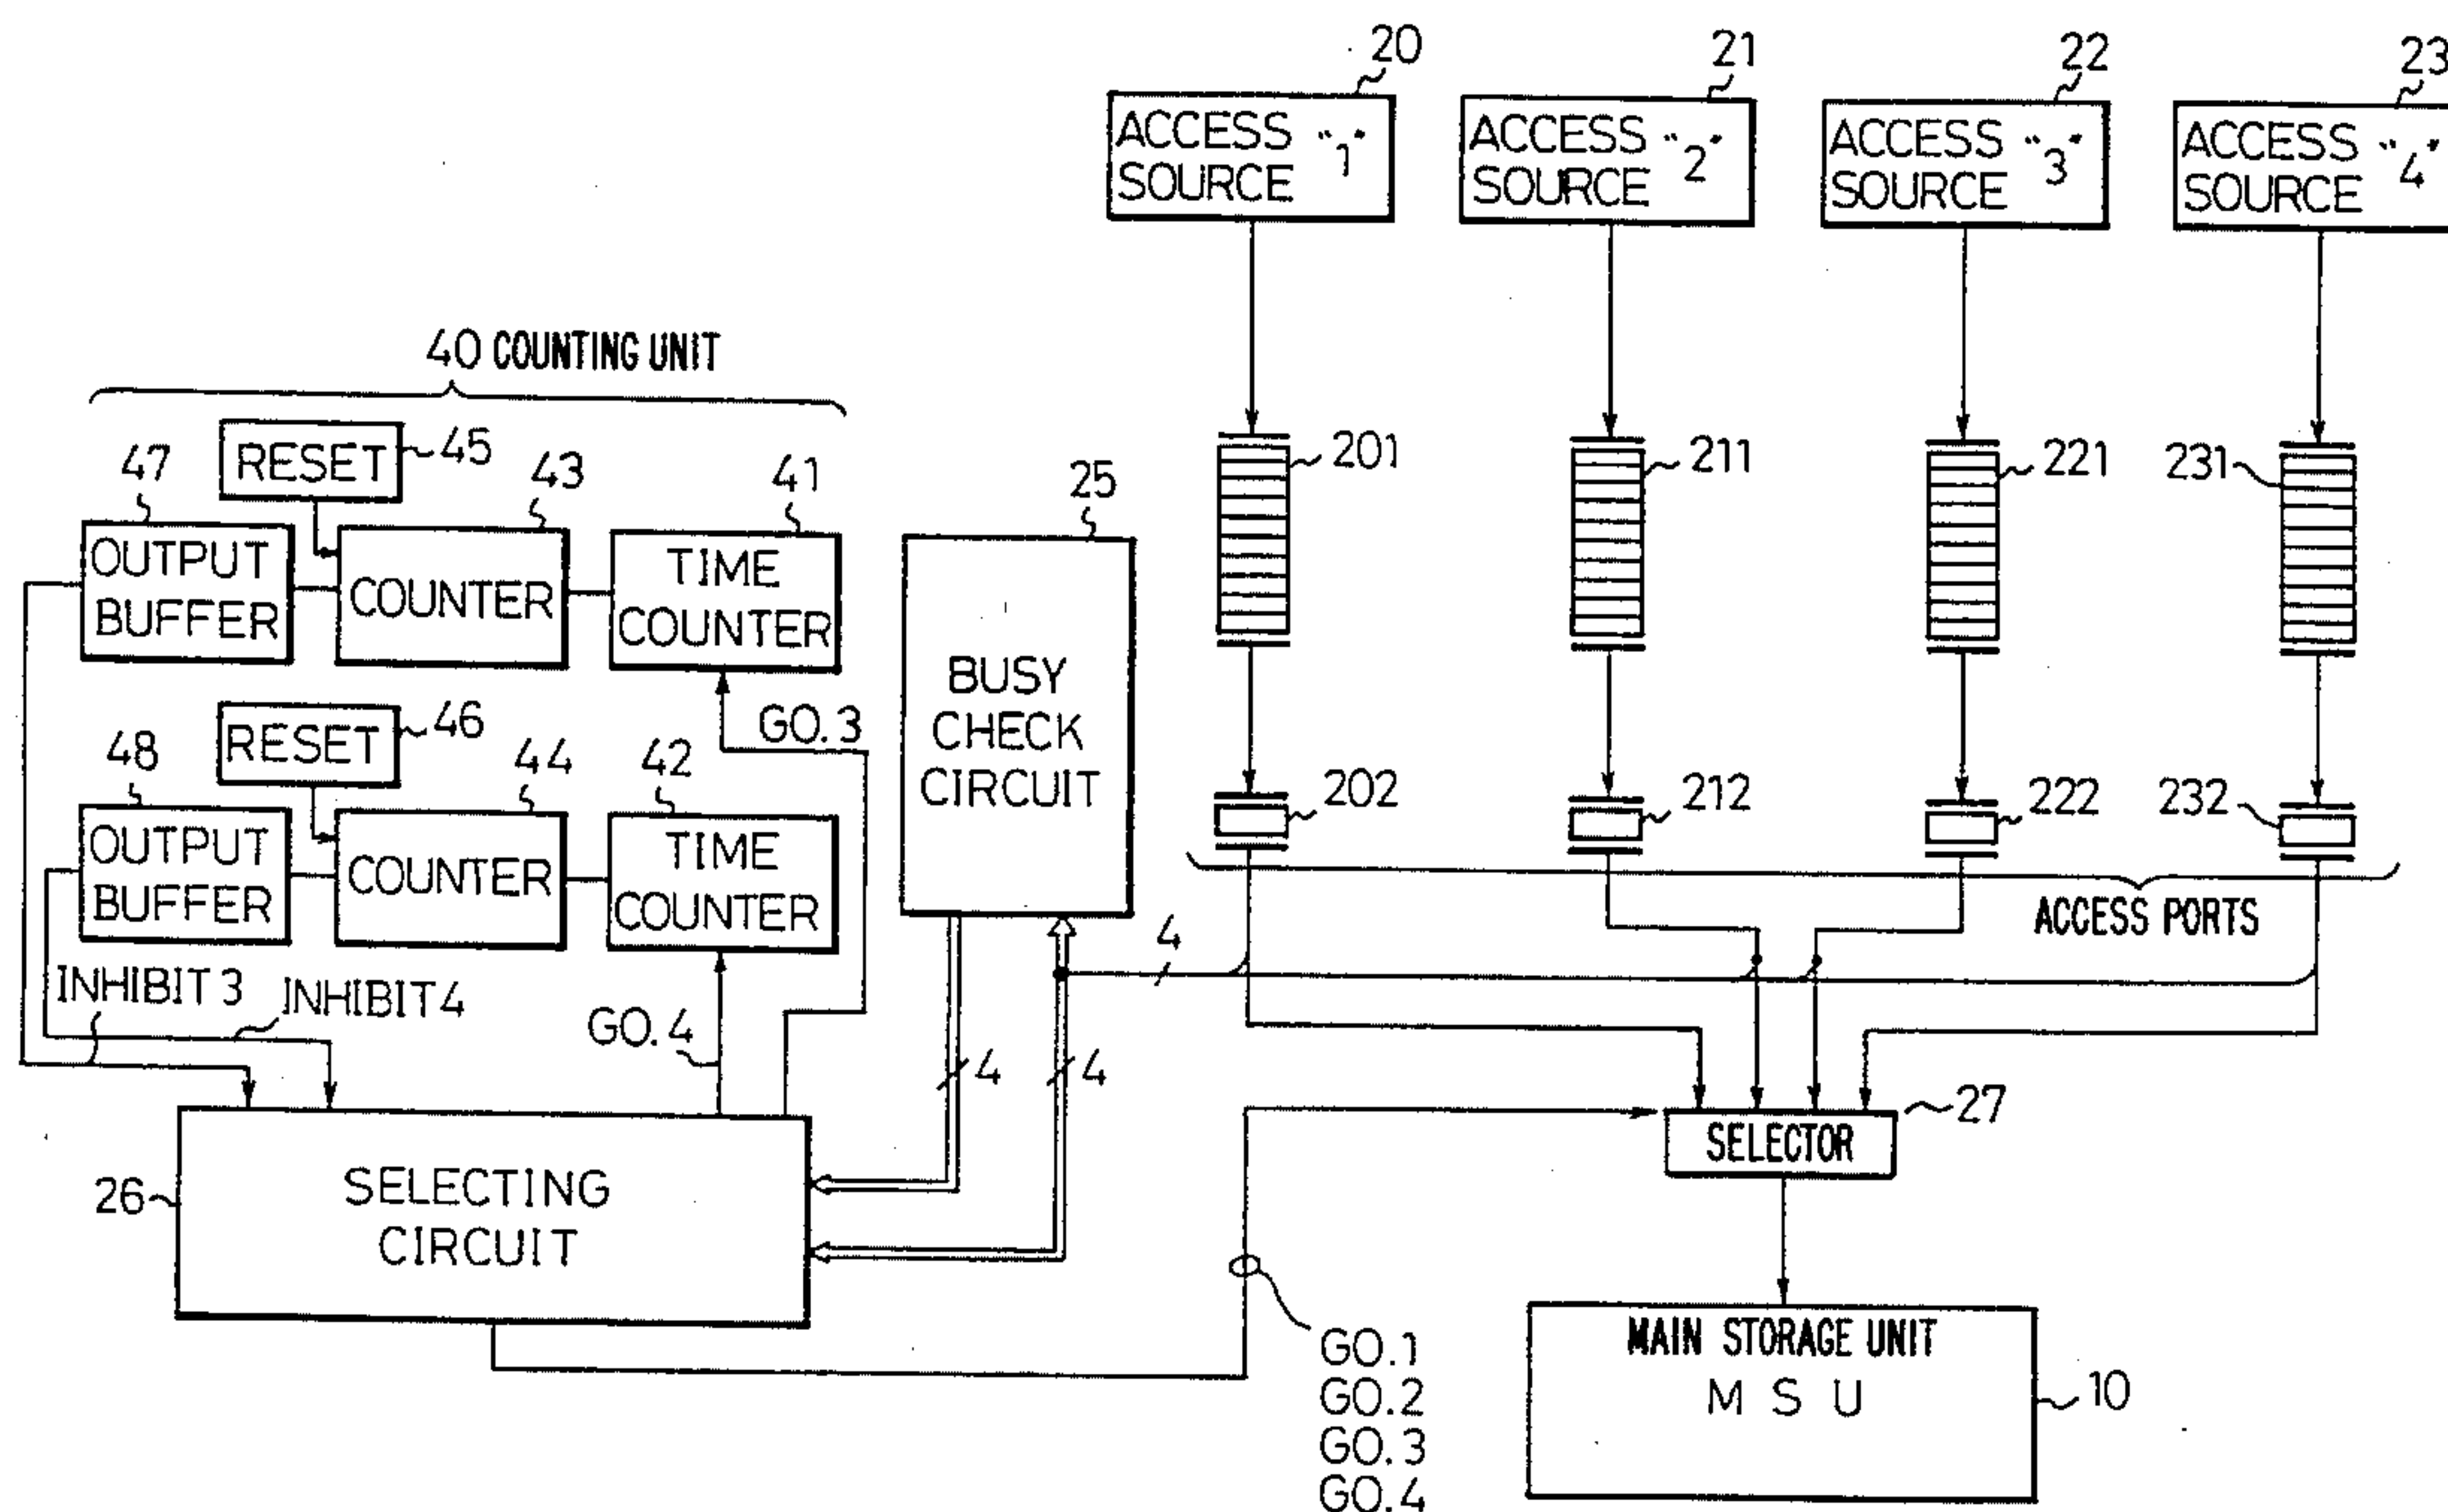 20
21
22
23
ACCESS "1"
SOURCE
ACCESS "2"
SOURCE
ACCESS "3"
SOURCE
ACCESS "4"
SOURCE
40 COUNTING UNIT
RESET
45
47
43
41
25
201
211
221
231
OUTPUT
BUFFER
COUNTER
TIME
COUNTER
BUSY
CHECK
CIRCUIT
GO.3
RESET
46
48
44
42
202
212
222
232
OUTPUT
BUFFER
COUNTER
TIME
COUNTER
ACCESS PORTS
4
INHIBIT 3
INHIBIT 4
GO.4
4
4
27
SELECTOR
26
SELECTING
CIRCUIT
GO.1
GO.2
GO.3
GO.4
MAIN STORAGE UNIT
M S U
10